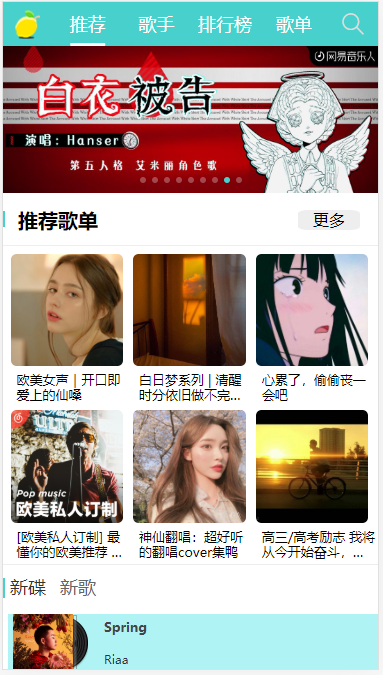 推荐 歌手 排行榜 歌单
网易音乐人
白衣被告
演唱：Hanser
第五人格 艾米丽角色歌
推荐歌单
更多
欧美女声 | 开口即
爱上的仙嗓
白日梦系列 | 清醒
时分依旧做不完...
心累了，偷偷丧一
会吧
ULTI
Pop music
欧美私人订制
[欧美私人订制] 最
懂你的欧美推荐 ...
神仙翻唱：超好听
的翻唱cover集鸭
高三/高考励志 我将
从今开始奋斗，...
新碟 新歌
Spring
Riaa